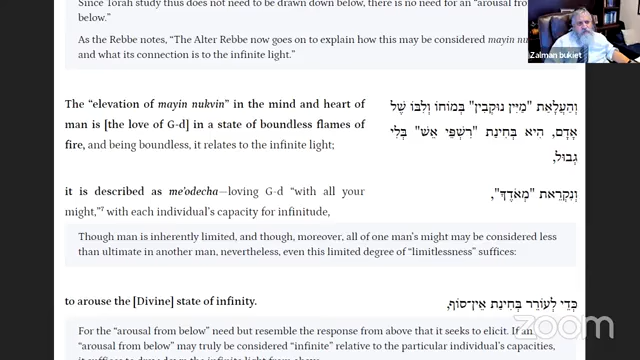 Since Torah study thus does not need to be drawn down below, there is no need for an “arousal from
below.”
As the Rebbe notes, “The Alter Rebbe now goes on to explain how this may be considered mayin nu
and what its connection is to the infinite light.”
Zalman bukiet
The “elevation of mayin nukvin” in the mind and heart of
man is [the love of G-d] in a state of boundless flames of
fire, and being boundless, it relates to the infinite light;
וְהַעֲלָאַת "מַיִּין נוּקְבִין" בְּמוֹחוֹ וְלִבּוֹ שֶׁל
אָדָם, הִיא בְּחִינַת "רִשְׁפֵּי אֵשׁ" בְּלִי
גְבוּל,
it is described as me’odecha—loving G-d “with all your
might,”⁷ with each individual’s capacity for infinitude,
וְנִקְרֵאת "מְאֹדֶךָ",
Though man is inherently limited, and though, moreover, all of one man’s might may be considered less
than ultimate in another man, nevertheless, even this limited degree of “limitlessness” suffices:
to arouse the [Divine] state of infinity.
כְּדֵי לְעוֹרֵר בְּחִינַת אֵין־סוֹף,
For the “arousal from below” need but resemble the response from above that it seeks to elicit. If an
“arousal from below” may truly be considered “infinite” relative to the particular individual’s capacities,
it suffices to draw down the infinite light from above.
zoom